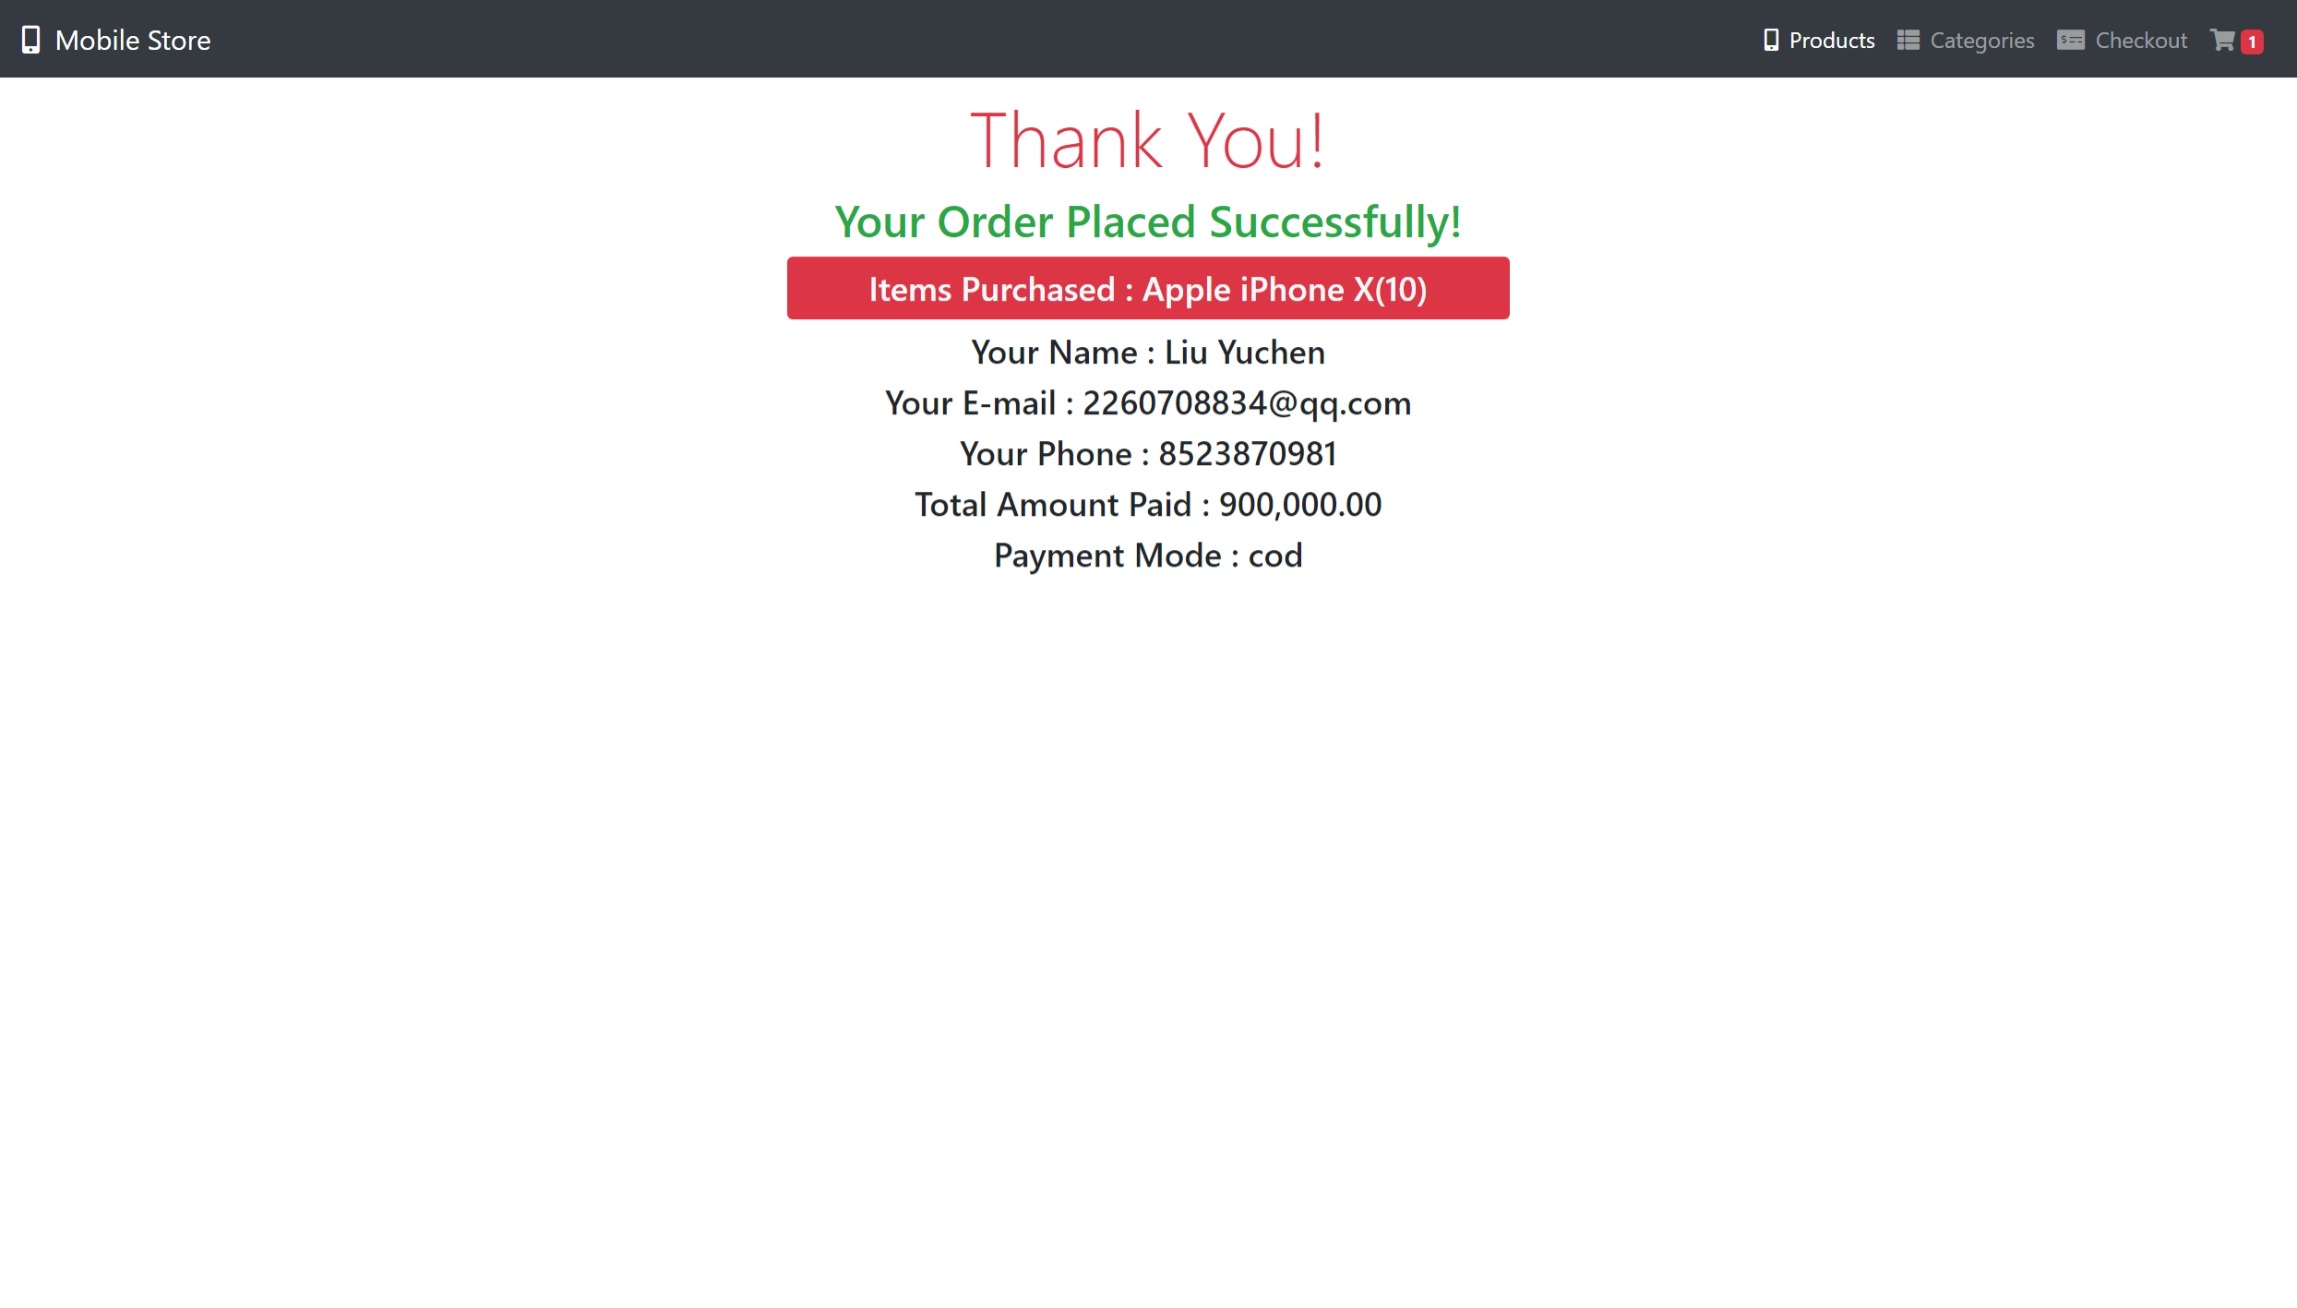 Mobile Store
Products Categories Checkout 1
Thank You!
Your Order Placed Successfully!
Items Purchased : Apple iPhone X(10)
Your Name : Liu Yuchen
Your E-mail : 2260708834@qq.com
Your Phone : 8523870981
Total Amount Paid : 900,000.00
Payment Mode : cod